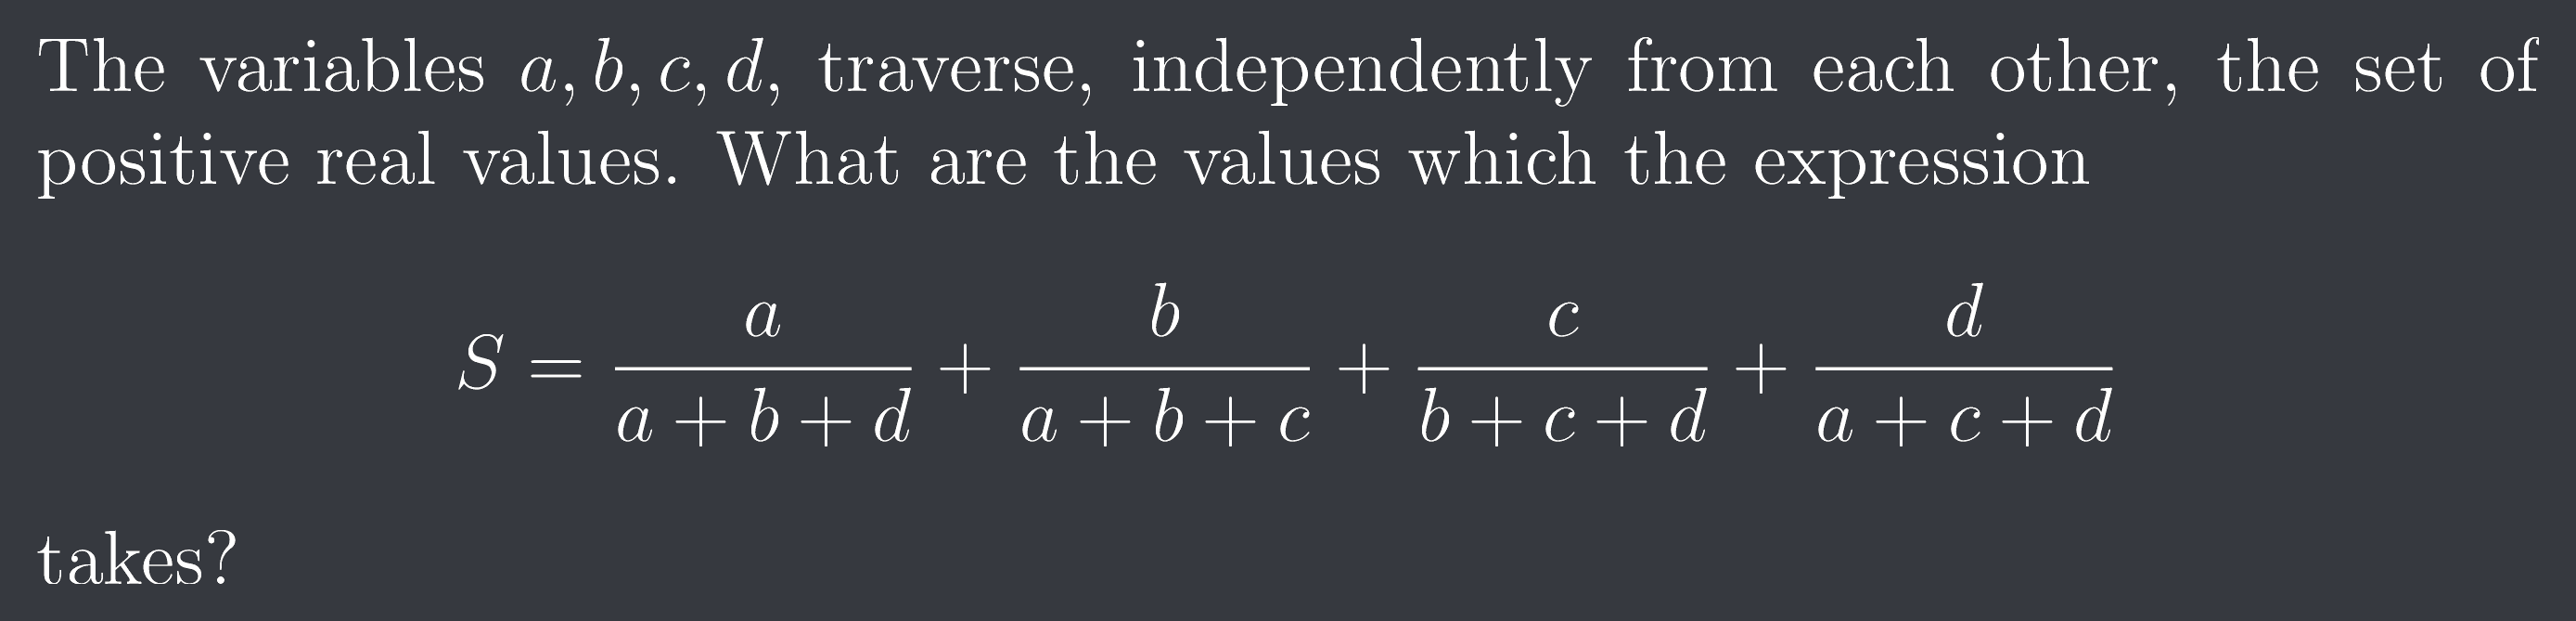 The variables a, b, c, d, traverse, independently from each other, the set of
positive real values. What are the values which the expression
S = \frac{a}{a+b+d} + \frac{b}{a+b+c} + \frac{c}{b+c+d} + \frac{d}{a+c+d}
takes?